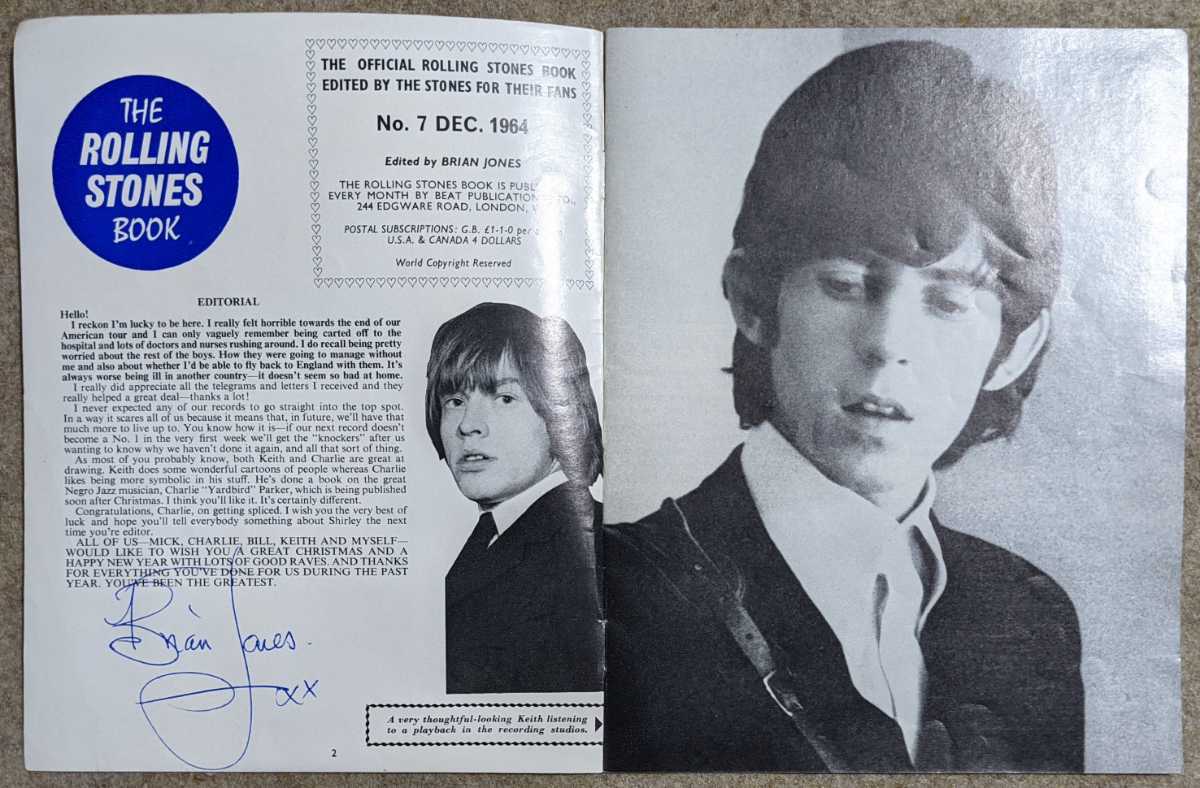 THE
ROLLING
STONES
BOOK
THE OFFICIAL ROLLING STONES BOOK
EDITED BY THE STONES FOR THEIR FANS
No. 7 DEC. 1964
Edited by BRIAN JONES
THE ROLLING STONES BOOK IS
EVERY MONTH BY BEAT
244 EDGWARE ROAD, LONDON,
POSTAL SUBSCRIPTIONS: G.B. £1-1-0 per
U.S.A. & CANADA 4 DOLLARS
World Copyright Reserved
EDITORIAL
Hello!
I reckon I'm lucky to be here. I really felt horrible towards the end of our
American tour and I can only vaguely remember being carted off to the
hospital and lots of doctors and nurses rushing around. I do recall being pretty
worried about the rest of the boys. How they were going to manage without
me and also about whether I'd be able to fly back to England with them. It's
always worse being ill in another country—it doesn't seem so bad at home.
I really did appreciate all the telegrams and letters I received and they
really helped a great deal—thanks a lot!
I never expected any of our records to go straight into the top spot.
In a way it scares all of us because it means that, in future, we'll have that
much more to live up to. You know how it is—if our next record doesn't
become a No. 1 in the very first week we'll get the "knockers" after us
wanting to know why we haven't done it again, and all that sort of thing.
As most of you probably know, both Keith and Charlie are great at
drawing. Keith does some wonderful cartoons of people whereas Charlie
likes being more symbolic in his stuff. He's done a book on the great
Negro Jazz musician, Charlie "Yardbird" Parker, which is being published
soon after Christmas. I think you'll like it. It's certainly different.
Congratulations, Charlie, on getting spliced. I wish you the very best of
luck and hope you'll tell everybody something about Shirley the next
time you're editor.
ALL OF US—MICK, CHARLIE, BILL, KEITH AND MYSELF—
WOULD LIKE TO WISH YOU A GREAT CHRISTMAS AND A
HAPPY NEW YEAR WITH LOTS OF GOOD RAVES. AND THANKS
FOR EVERYTHING YOU'VE DONE FOR US DURING THE PAST
YEAR. YOU'VE BEEN THE GREATEST.
Brian Jones.
xx
A very thoughtful-looking Keith listening
to a playback in the recording studios.
2